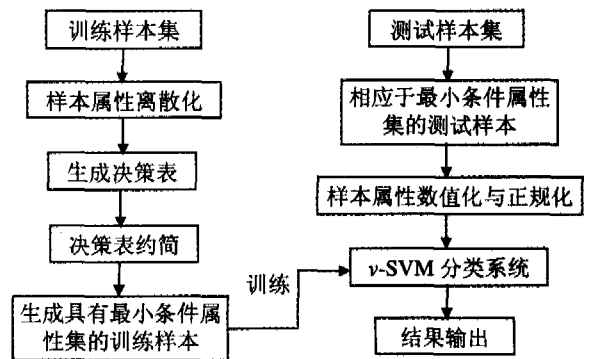 训练样本集
样本属性离散化
生成决策表
决策表约简
生成具有最小条件属
性集的训练样本
训练
测试样本集
相应于最小条件属性
集的测试样本
样本属性数值化与正规化
ν-SVM 分类系统
结果输出